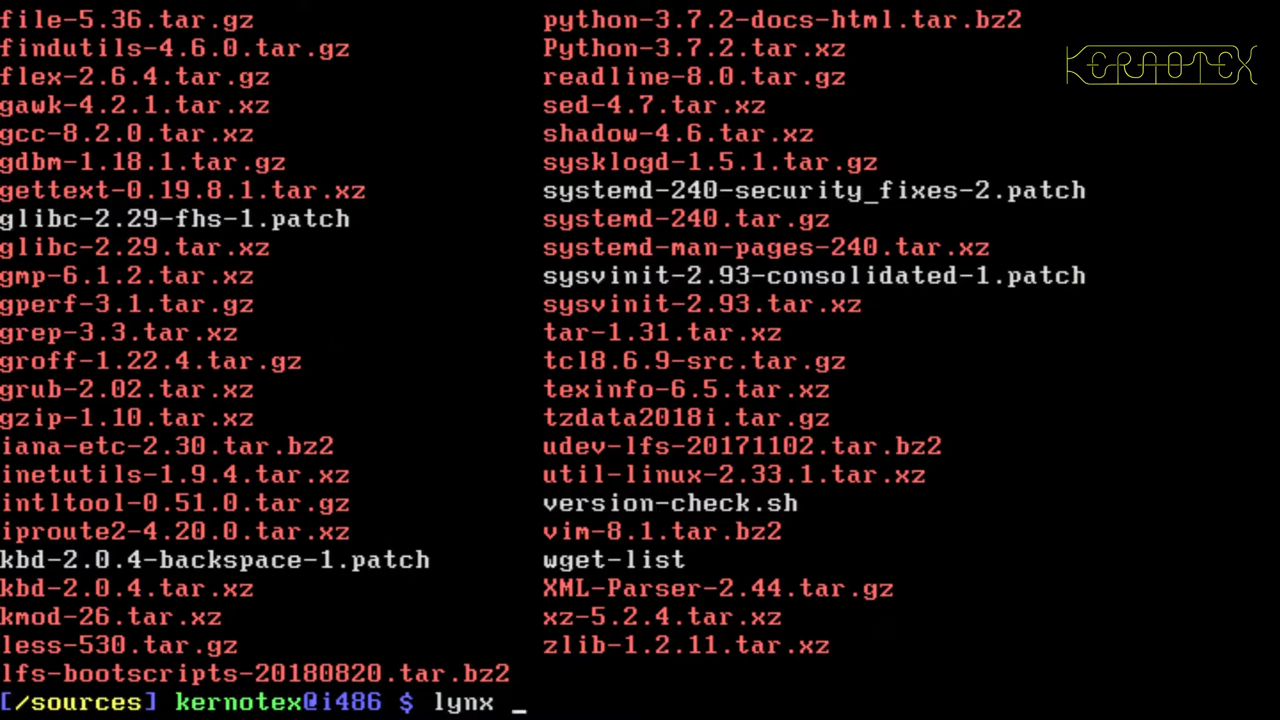 file-5.36.tar.gz
findutils-4.6.0.tar.gz
flex-2.6.4.tar.gz
gawk-4.2.1.tar.xz
gcc-8.2.0.tar.xz
gdbm-1.18.1.tar.gz
gettext-0.19.8.1.tar.xz
glibc-2.29-fhs-1.patch
glibc-2.29.tar.xz
gmp-6.1.2.tar.xz
gperf-3.1.tar.gz
grep-3.3.tar.xz
groff-1.22.4.tar.gz
grub-2.02.tar.xz
gzip-1.10.tar.xz
iana-etc-2.30.tar.bz2
inetutils-1.9.4.tar.xz
intltool-0.51.0.tar.gz
iproute2-4.20.0.tar.xz
kbd-2.0.4-backspace-1.patch
kbd-2.0.4.tar.xz
kmod-26.tar.xz
less-530.tar.gz
lfs-bootscripts-20180820.tar.bz2
python-3.7.2-docs-html.tar.bz2
Python-3.7.2.tar.xz
readline-8.0.tar.gz
sed-4.7.tar.xz
shadow-4.6.tar.xz
sysklogd-1.5.1.tar.gz
systemd-240-security_fixes-2.patch
systemd-240.tar.gz
systemd-man-pages-240.tar.xz
sysvinit-2.93-consolidated-1.patch
sysvinit-2.93.tar.xz
tar-1.31.tar.xz
tcl8.6.9-src.tar.gz
texinfo-6.5.tar.xz
tzdata2018i.tar.gz
udev-lfs-20171102.tar.bz2
util-linux-2.33.1.tar.xz
version-check.sh
vim-8.1.tar.bz2
wget-list
XML-Parser-2.44.tar.gz
xz-5.2.4.tar.xz
zlib-1.2.11.tar.xz
[/sources] kernotex@i486 $ lynx _
KERNOTEX